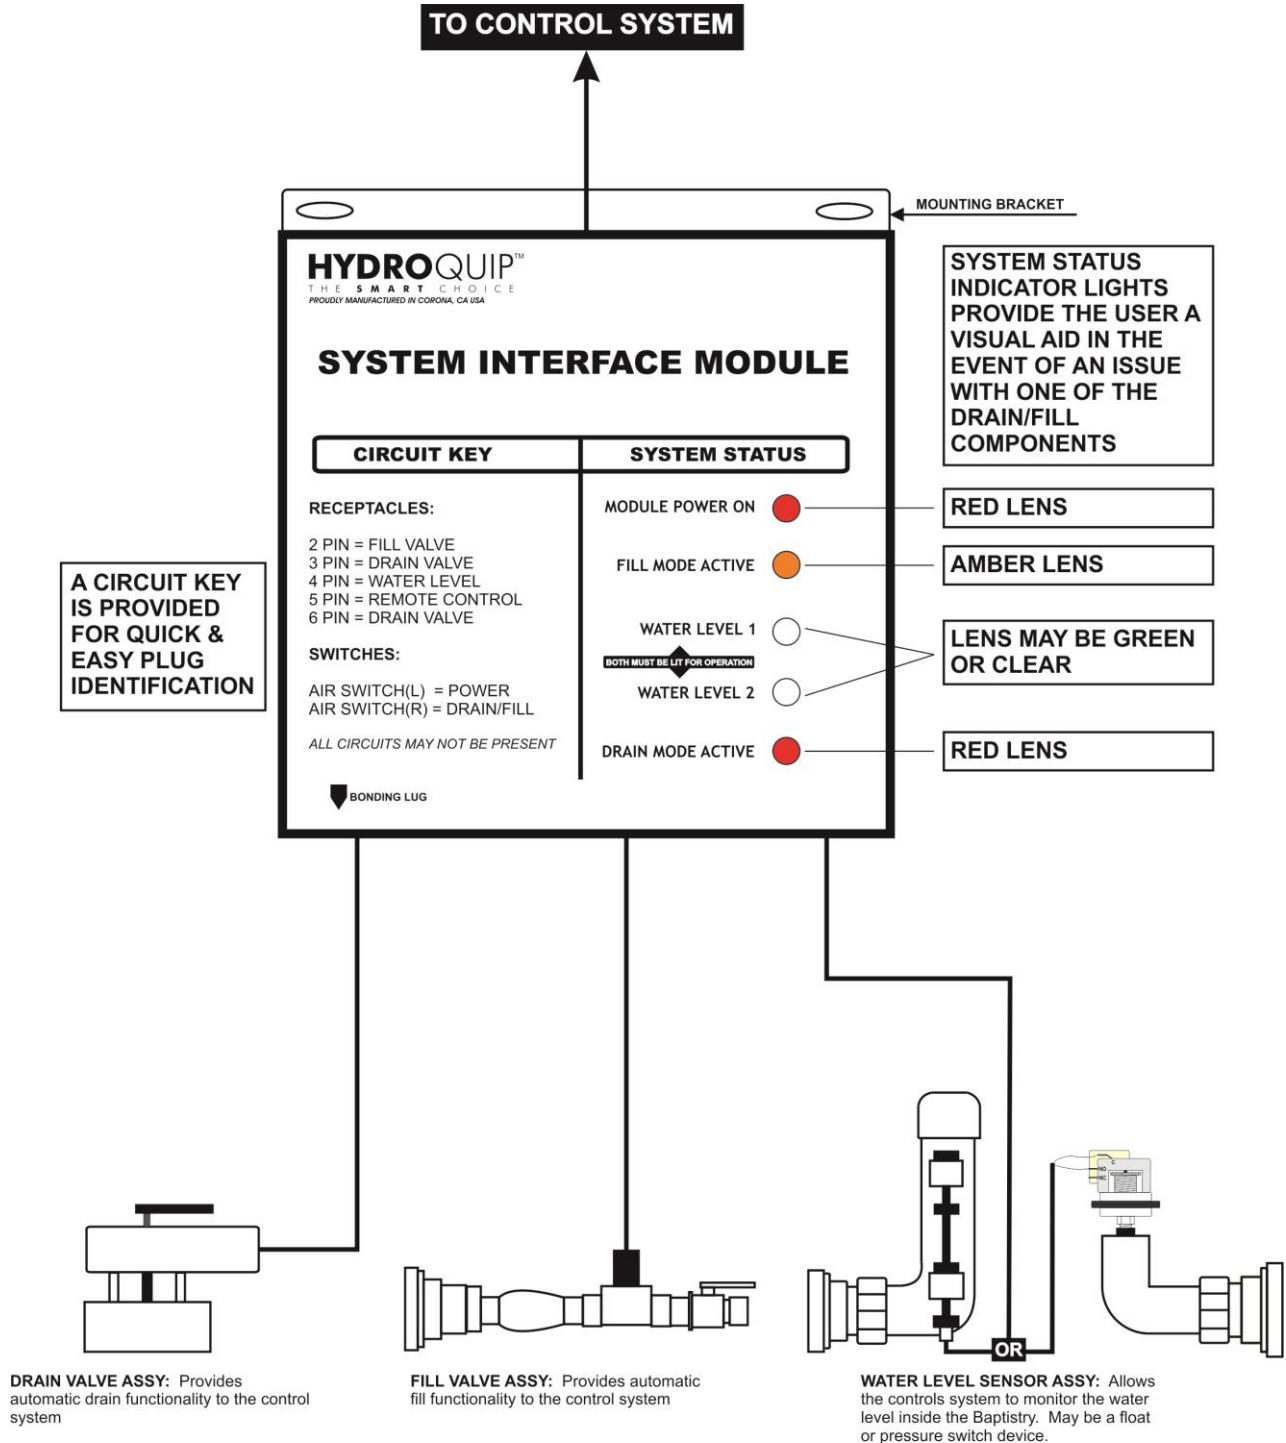 TO CONTROL SYSTEM
MOUNTING BRACKET
HYDROQUIP™
THE SMART CHOICE
PROUDLY MANUFACTURED IN CORONA, CA USA
SYSTEM INTERFACE MODULE
CIRCUIT KEY
RECEPTACLES:
2 PIN = FILL VALVE
3 PIN = DRAIN VALVE
4 PIN = WATER LEVEL
5 PIN = REMOTE CONTROL
6 PIN = DRAIN VALVE
SWITCHES:
AIR SWITCH(L) = POWER
AIR SWITCH(R) = DRAIN/FILL
ALL CIRCUITS MAY NOT BE PRESENT
BONDING LUG
SYSTEM STATUS
MODULE POWER ON
FILL MODE ACTIVE
WATER LEVEL 1
BOTH MUST BE LIT FOR OPERATION
WATER LEVEL 2
DRAIN MODE ACTIVE
A CIRCUIT KEY
IS PROVIDED
FOR QUICK &
EASY PLUG
IDENTIFICATION
SYSTEM STATUS
INDICATOR LIGHTS
PROVIDE THE USER A
VISUAL AID IN THE
EVENT OF AN ISSUE
WITH ONE OF THE
DRAIN/FILL
COMPONENTS
RED LENS
AMBER LENS
LENS MAY BE GREEN
OR CLEAR
RED LENS
C
NO
NC
OR
DRAIN VALVE ASSY: Provides
automatic drain functionality to the control
system
FILL VALVE ASSY: Provides automatic
fill functionality to the control system
WATER LEVEL SENSOR ASSY: Allows
the controls system to monitor the water
level inside the Baptistry. May be a float
or pressure switch device.